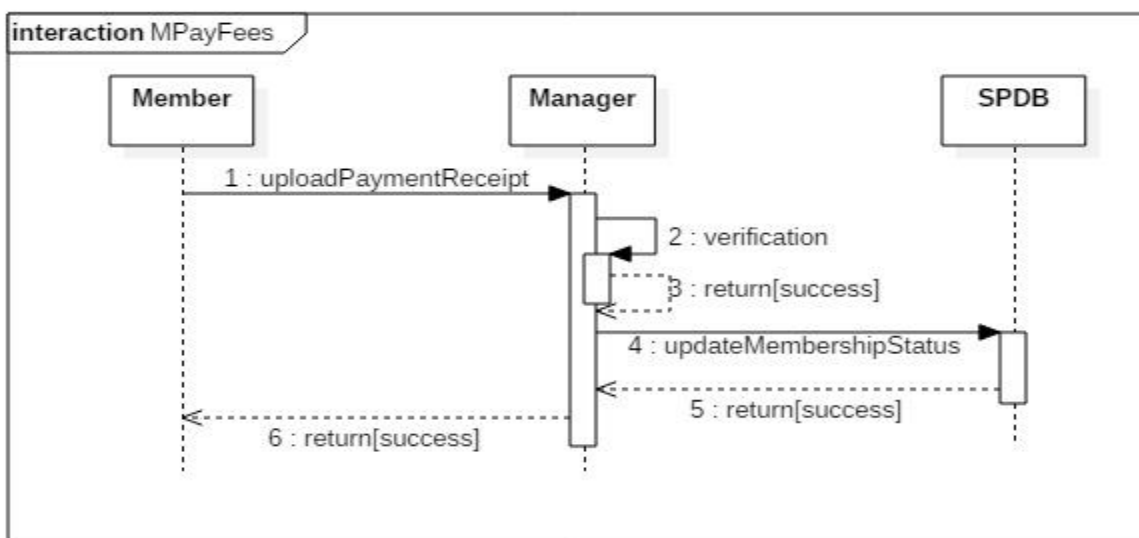 interaction MPayFees
Member
Manager
SPDB
1 : uploadPaymentReceipt
2 : verification
3 : return[success]
4 : updateMembershipStatus
5 : return[success]
6 : return[success]